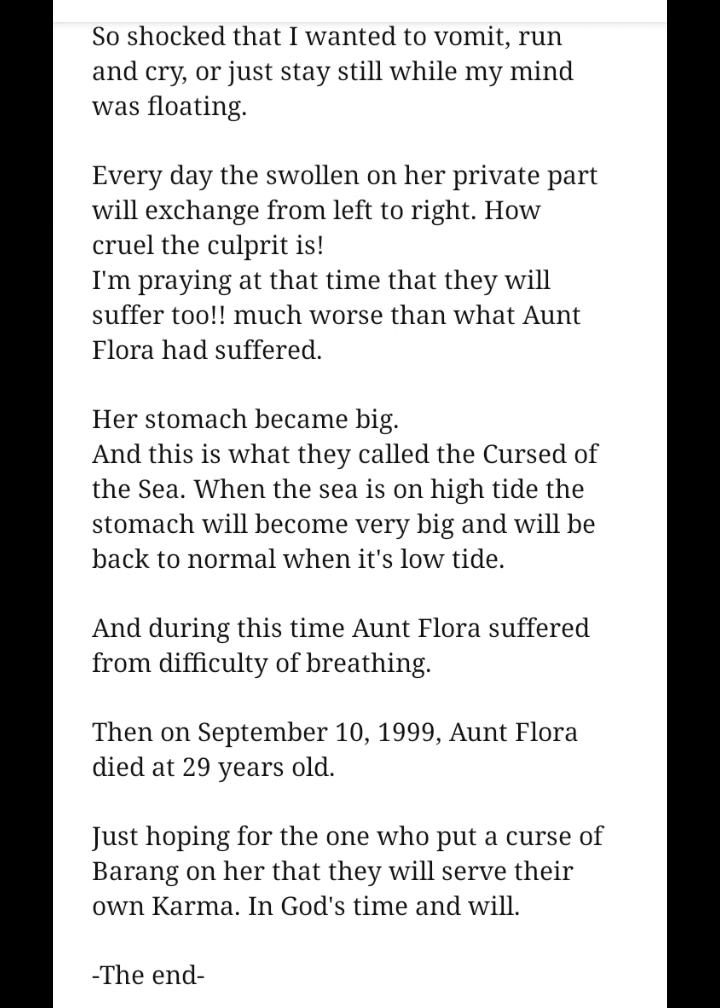 So shocked that I wanted to vomit, run
and cry, or just stay still while my mind
was floating.
Every day the swollen on her private part
will exchange from left to right. How
cruel the culprit is!
I'm praying at that time that they will
suffer too!! much worse than what Aunt
Flora had suffered.
Her stomach became big.
And this is what they called the Cursed of
the Sea. When the sea is on high tide the
stomach will become very big and will be
back to normal when it's low tide.
And during this time Aunt Flora suffered
from difficulty of breathing.
Then on September 10, 1999, Aunt Flora
died at 29 years old.
Just hoping for the one who put a curse of
Barang on her that they will serve their
own Karma. In God's time and will.
-The end-